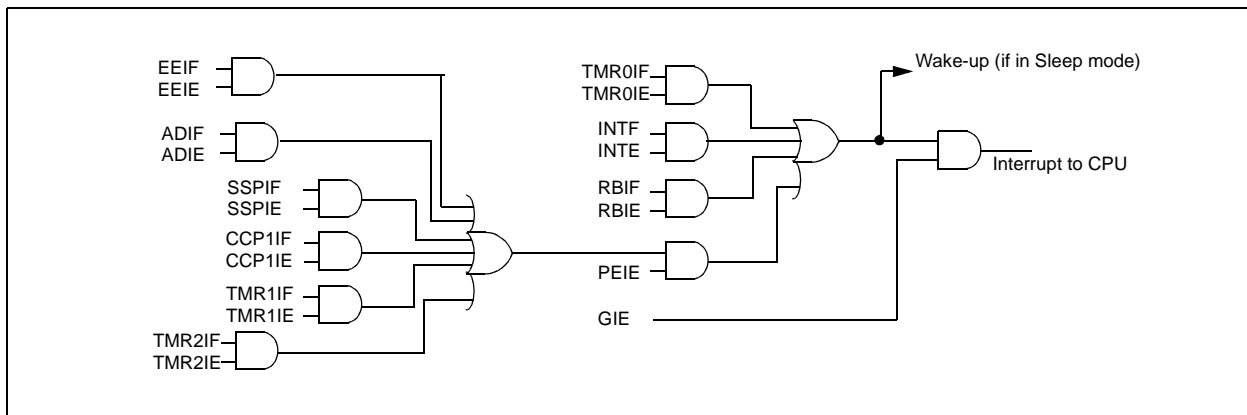 EEIF
EEIE
ADIF
ADIE
SSPIF
SSPIE
CCP1IF
CCP1IE
TMR1IF
TMR1IE
TMR2IF
TMR2IE
TMR0IF
TMR0IE
INTF
INTE
RBIF
RBIE
PEIE
GIE
Wake-up (if in Sleep mode)
Interrupt to CPU